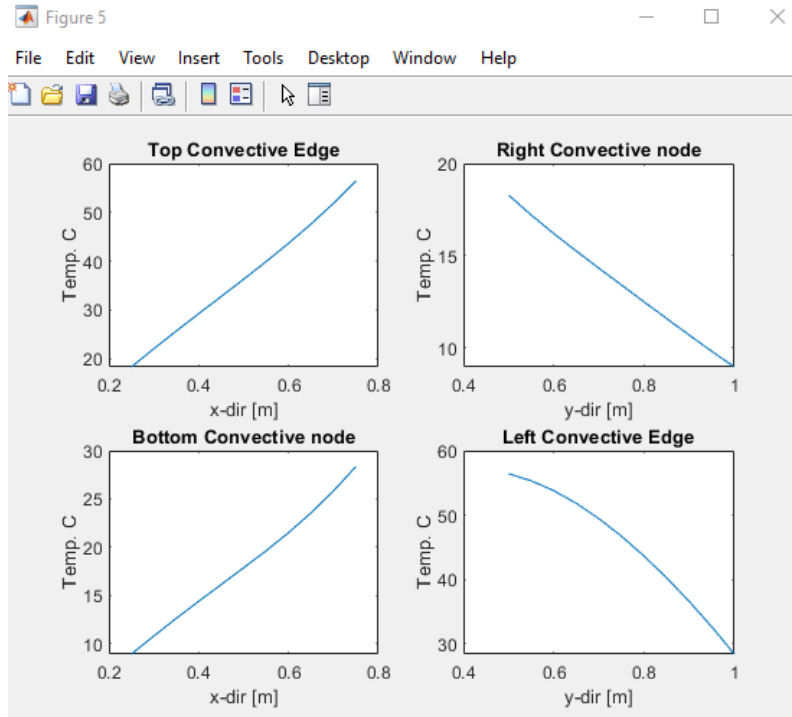 Figure 5
File Edit View Insert Tools Desktop Window Help
Top Convective Edge
60
50
40
30
20
Temp. C
0.2 0.4 0.6 0.8
x-dir [m]
Right Convective node
20
15
10
Temp. C
0.4 0.6 0.8 1
y-dir [m]
Bottom Convective node
30
25
20
15
10
Temp. C
0.2 0.4 0.6 0.8
x-dir [m]
Left Convective Edge
60
50
40
30
Temp. C
0.4 0.6 0.8 1
y-dir [m]